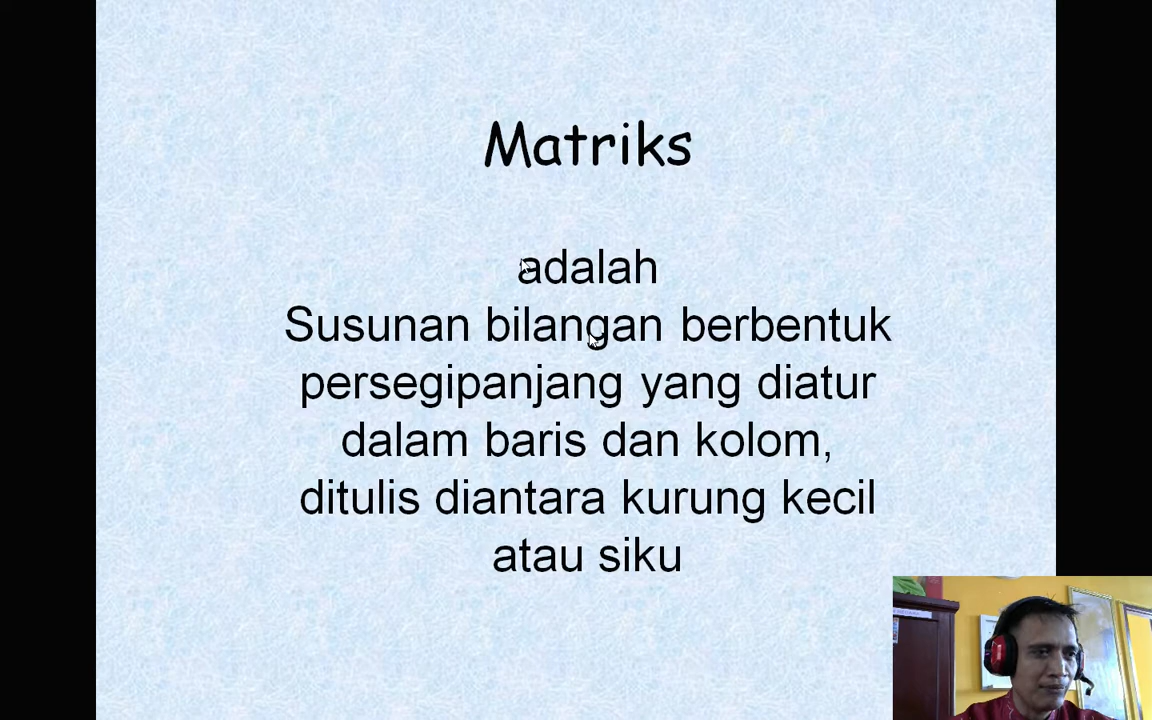 Matriks
adalah
Susunan bilangan berbentuk
persegipanjang yang diatur
dalam baris dan kolom,
ditulis diantara kurung kecil
atau siku